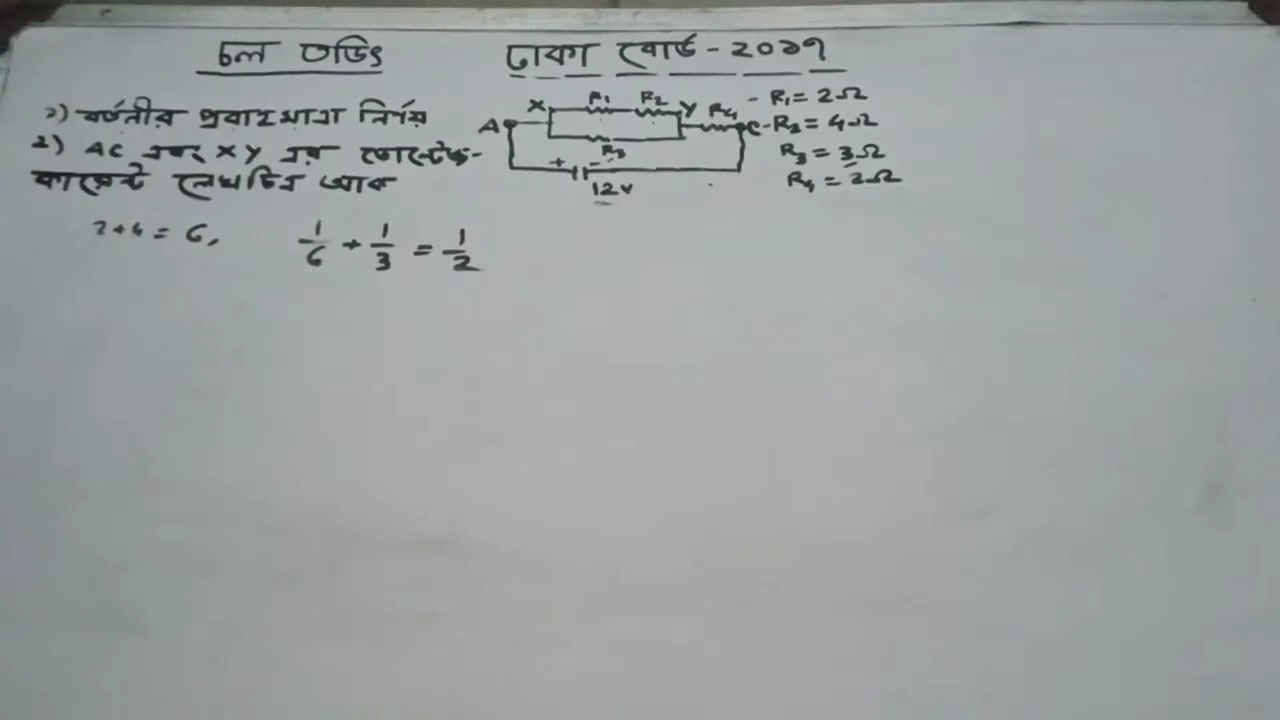 চল তড়িৎ
ঢাকা বোর্ড - ২০১৭
১) বর্তনীর প্রবাহমাত্রা নির্ণয়
২) AC এবং XY এর ভোল্টেজ-
কারেন্ট লেখচিত্র আঁক
A X R₁ R₂ Y R₄ C
R₃
+ -
12v
R₁ = 2Ω
R₂ = 4Ω
R₃ = 3Ω
R₄ = 2Ω
2+4 = 6, 1/6 + 1/3 = 1/2